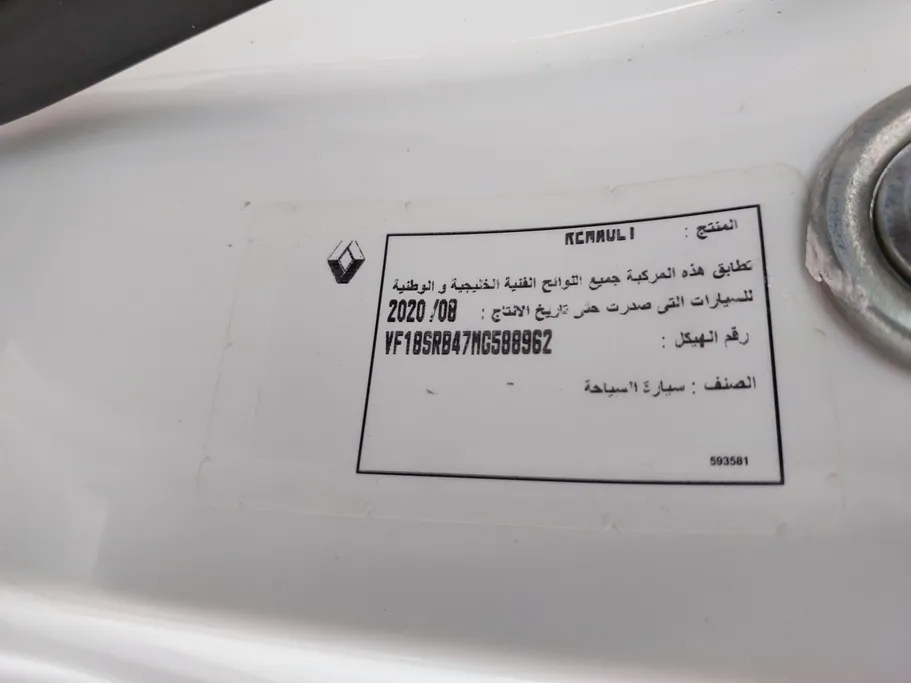 المنتج : RENAULT
تطابق هذه المركبة جميع اللوائح الفنية الخليجية و الوطنية
للسيارات التى صدرت حتى تاريخ الانتاج : 2020/08
رقم الهيكل : VF18SRB47MG588962
الصنف : سيارة السياحة
593581